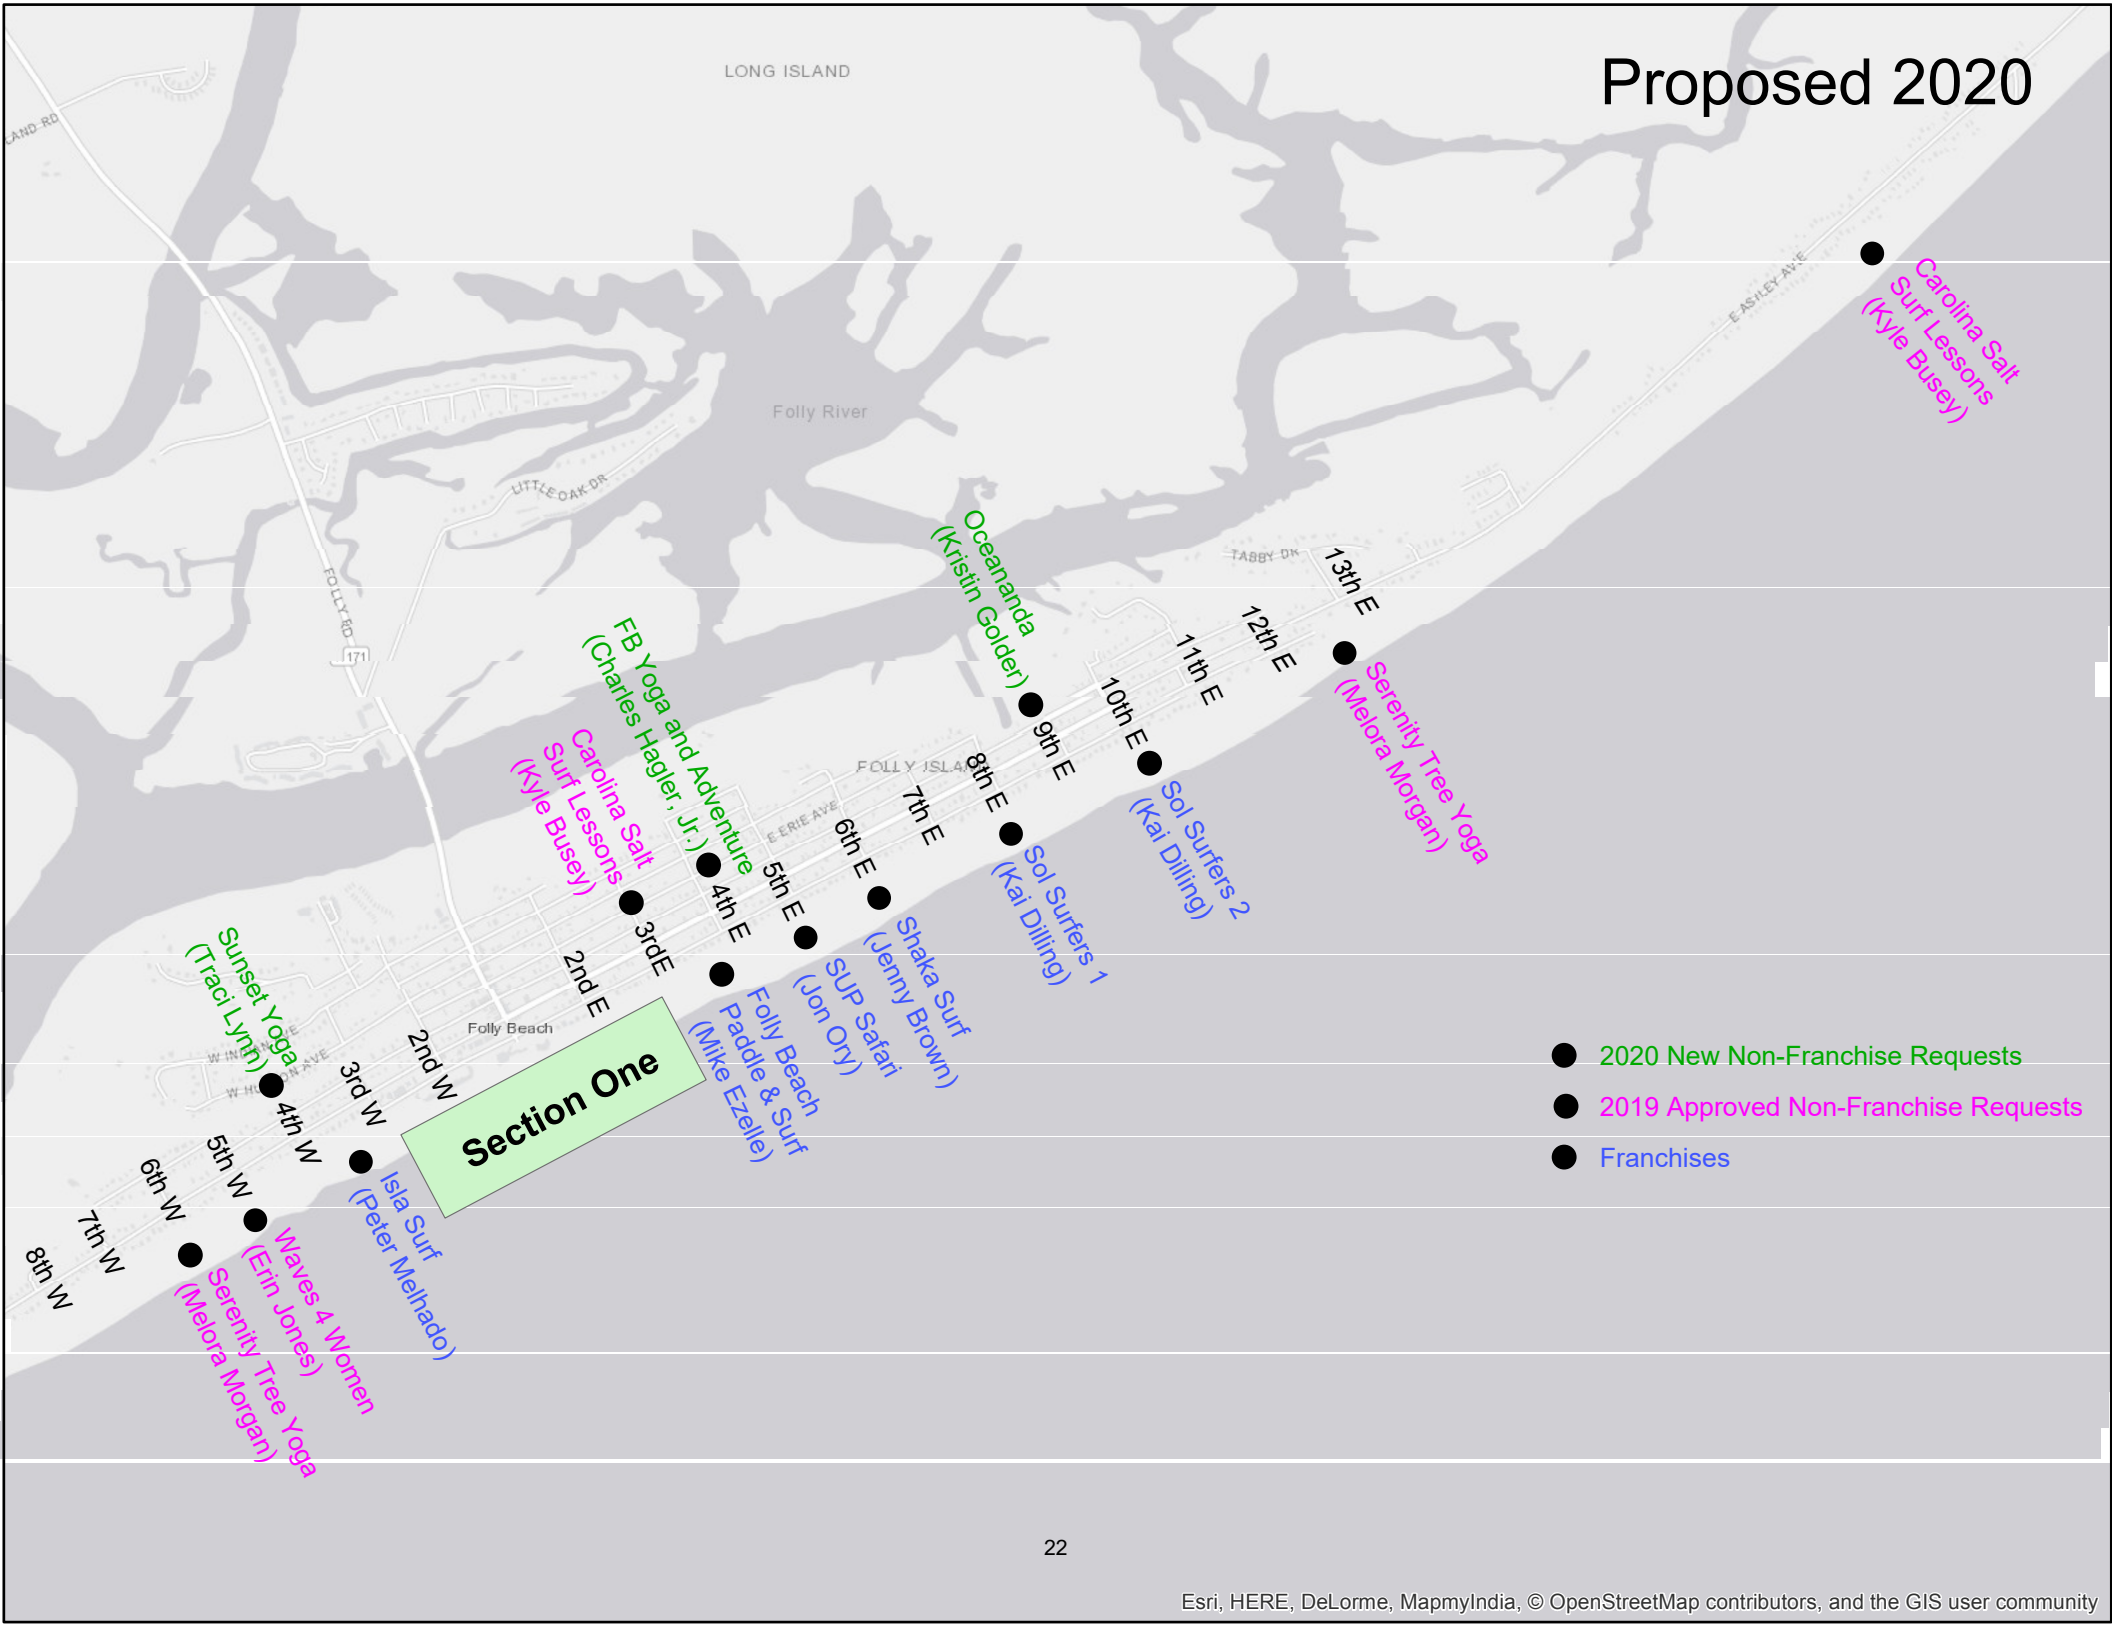 Proposed 2020
LONG ISLAND
LAND RD
E ASHLEY AVE
Carolina Salt
Surf Lessons
(Kyle Busey)
Folly River
LITTLE OAK DR
FOLLY RD
171
TABBY DR
13th E
12th E
11th E
10th E
9th E
8th E
7th E
6th E
5th E
4th E
3rdE
2nd E
Oceananda
(Kristin Golder)
Serenity Tree Yoga
(Melora Morgan)
FB Yoga and Adventure
(Charles Hagler, Jr.)
Carolina Salt
Surf Lessons
(Kyle Busey)
FOLLY ISLA
E ERIE AVE
Sol Surfers 2
(Kai Dilling)
Sol Surfers 1
(Kai Dilling)
Shaka Surf
(Jenny Brown)
SUP Safari
(Jon Ory)
Folly Beach
Paddle & Surf
(Mike Ezelle)
Folly Beach
Section One
Sunset Yoga
(Traci Lynn)
W HUDSON AVE
2nd W
3rd W
4th W
5th W
6th W
7th W
8th W
Isla Surf
(Peter Melhado)
Waves 4 Women
(Erin Jones)
Serenity Tree Yoga
(Melora Morgan)
2020 New Non-Franchise Requests
2019 Approved Non-Franchise Requests
Franchises
22
Esri, HERE, DeLorme, MapmyIndia, © OpenStreetMap contributors, and the GIS user community